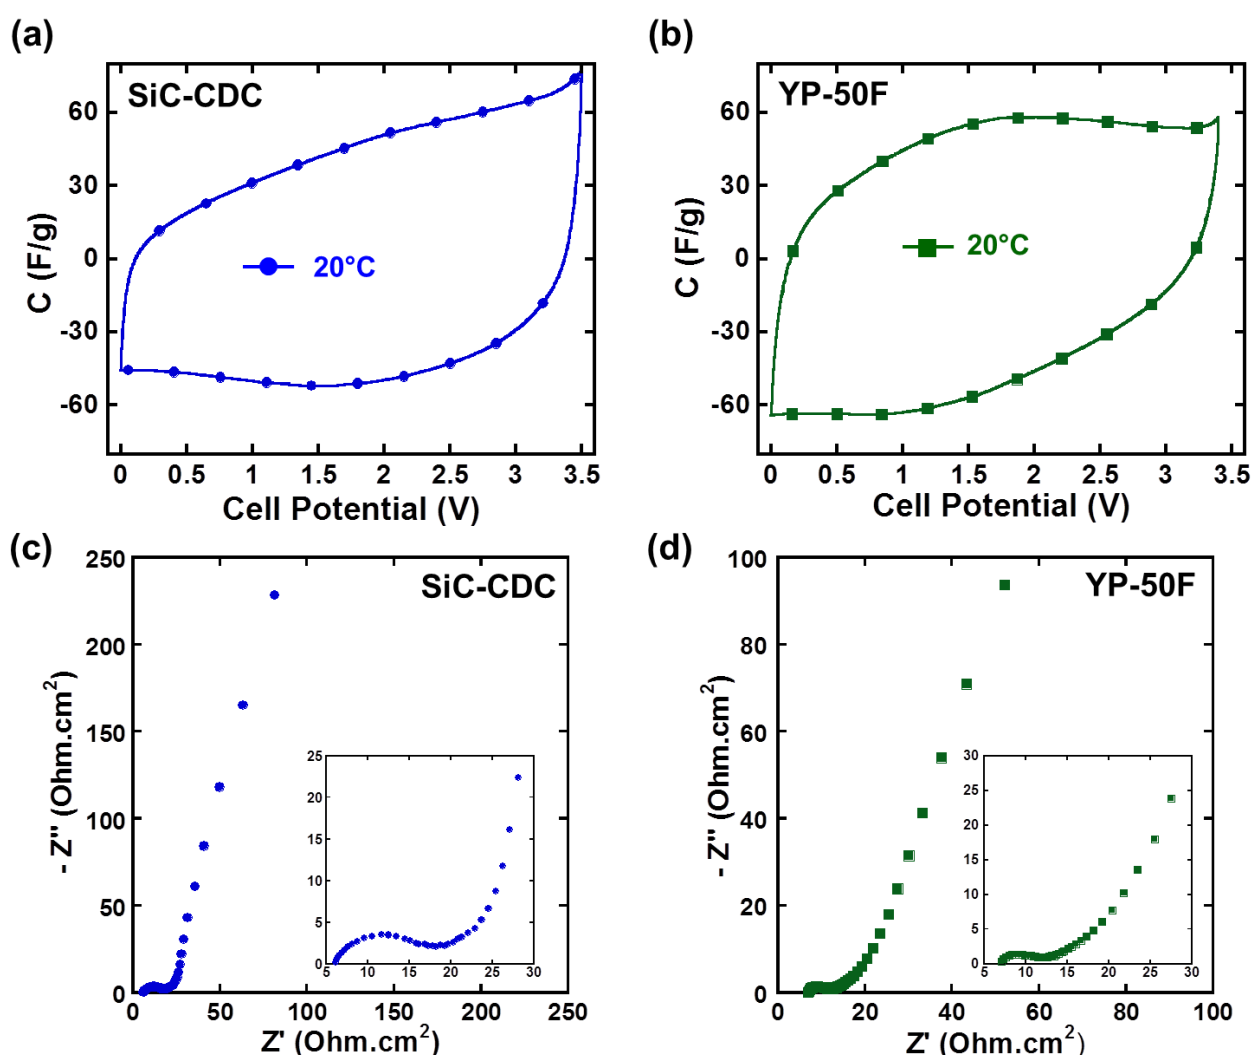 (a)
SiC-CDC
C (F/g)
60
30
0
-30
-60
20°C
0 0.5 1 1.5 2 2.5 3 3.5
Cell Potential (V)
(b)
YP-50F
C (F/g)
60
30
0
-30
-60
20°C
0 0.5 1 1.5 2 2.5 3 3.5
Cell Potential (V)
(c)
SiC-CDC
- Z" (Ohm.cm²)
250
200
150
100
50
0
0 50 100 150 200 250
Z' (Ohm.cm²)
25
20
15
10
5
0
5 10 15 20 25 30
(d)
YP-50F
- Z" (Ohm.cm²)
100
80
60
40
20
0
0 20 40 60 80 100
Z' (Ohm.cm²)
30
25
20
15
10
5
0
5 10 15 20 25 30